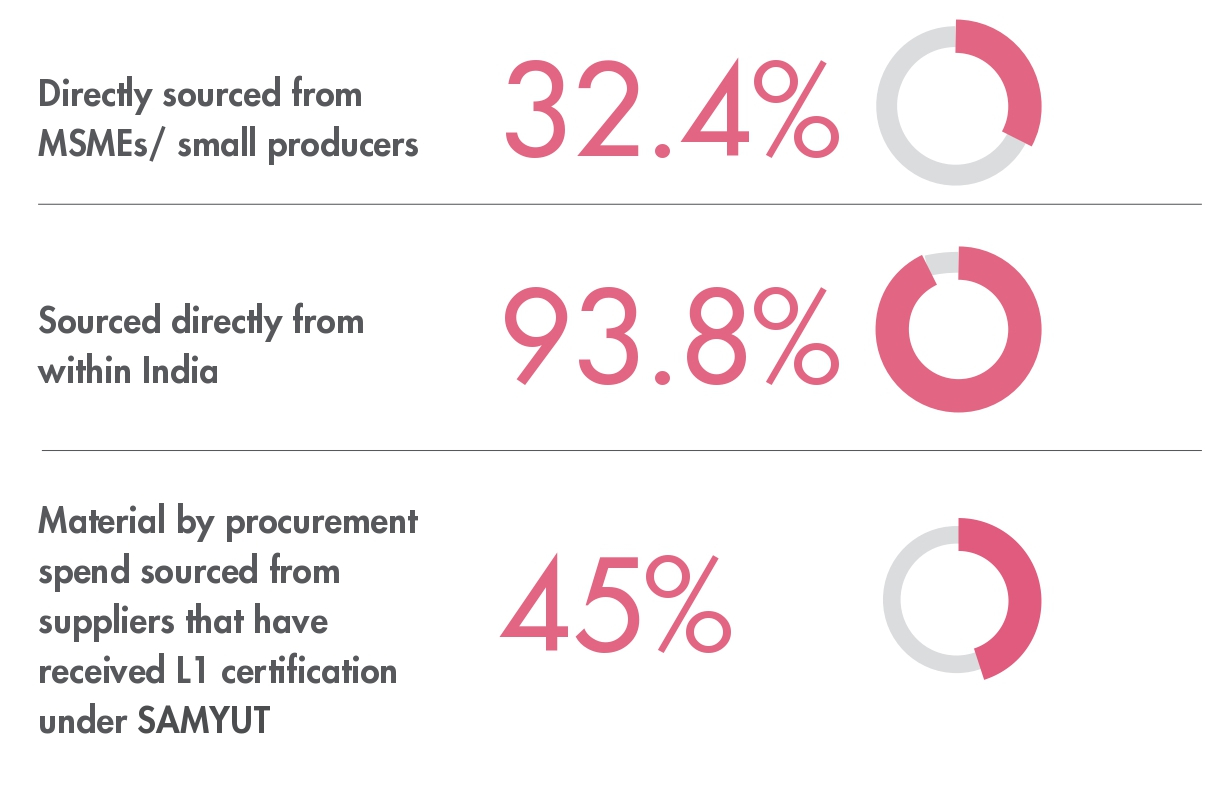 Directly sourced from
MSMEs/ small producers
32.4%
Sourced directly from
within India
93.8%
Material by procurement
spend sourced from
suppliers that have
received L1 certification
under SAMYUT
45%